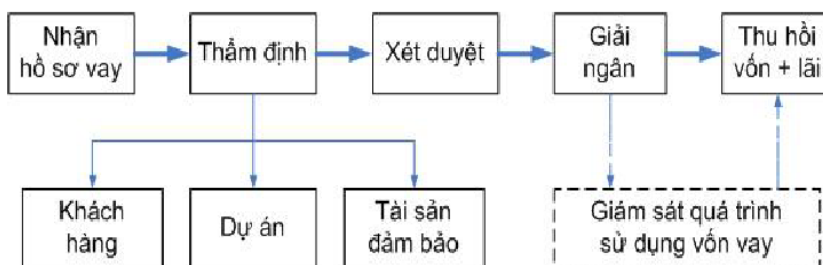 Nhận
hồ sơ vay
Thẩm định
Xét duyệt
Giải
ngân
Thu hồi
vốn + lãi
Khách
hàng
Dự án
Tài sản
đảm bảo
Giám sát quá trình
sử dụng vốn vay